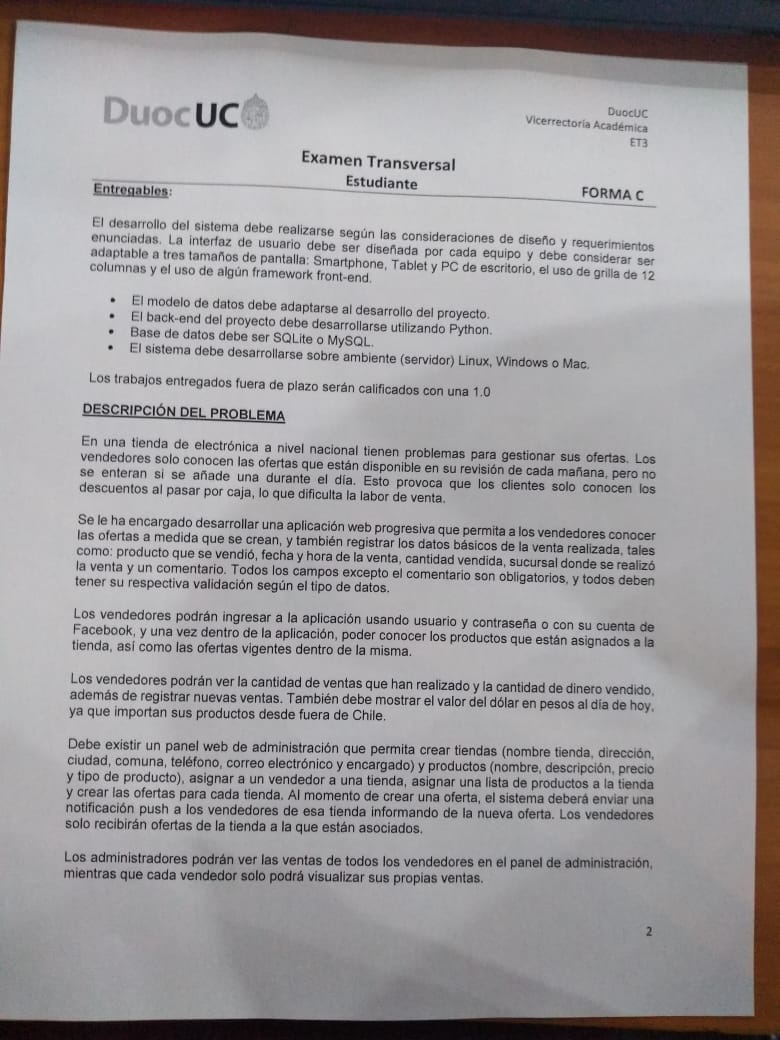 DuocUC
DuocUC
Vicerrectoría Académica
ET3
Examen Transversal
Estudiante
FORMA C
Entregables:
El desarrollo del sistema debe realizarse según las consideraciones de diseño y requerimientos
enunciadas. La interfaz de usuario debe ser diseñada por cada equipo y debe considerar ser
adaptable a tres tamaños de pantalla: Smartphone, Tablet y PC de escritorio, el uso de grilla de 12
columnas y el uso de algún framework front-end.
• El modelo de datos debe adaptarse al desarrollo del proyecto.
• El back-end del proyecto debe desarrollarse utilizando Python.
• Base de datos debe ser SQLite o MySQL.
• El sistema debe desarrollarse sobre ambiente (servidor) Linux, Windows o Mac.
Los trabajos entregados fuera de plazo serán calificados con una 1.0
DESCRIPCIÓN DEL PROBLEMA
En una tienda de electrónica a nivel nacional tienen problemas para gestionar sus ofertas. Los
vendedores solo conocen las ofertas que están disponible en su revisión de cada mañana, pero no
se enteran si se añade una durante el día. Esto provoca que los clientes solo conocen los
descuentos al pasar por caja, lo que dificulta la labor de venta.
Se le ha encargado desarrollar una aplicación web progresiva que permita a los vendedores conocer
las ofertas a medida que se crean, y también registrar los datos básicos de la venta realizada, tales
como: producto que se vendió, fecha y hora de la venta, cantidad vendida, sucursal donde se realizó
la venta y un comentario. Todos los campos excepto el comentario son obligatorios, y todos deben
tener su respectiva validación según el tipo de datos.
Los vendedores podrán ingresar a la aplicación usando usuario y contraseña o con su cuenta de
Facebook, y una vez dentro de la aplicación, poder conocer los productos que están asignados a la
tienda, así como las ofertas vigentes dentro de la misma.
Los vendedores podrán ver la cantidad de ventas que han realizado y la cantidad de dinero vendido,
además de registrar nuevas ventas. También debe mostrar el valor del dólar en pesos al día de hoy,
ya que importan sus productos desde fuera de Chile.
Debe existir un panel web de administración que permita crear tiendas (nombre tienda, dirección,
ciudad, comuna, teléfono, correo electrónico y encargado) y productos (nombre, descripción, precio
y tipo de producto), asignar a un vendedor a una tienda, asignar una lista de productos a la tienda
y crear las ofertas para cada tienda. Al momento de crear una oferta, el sistema deberá enviar una
notificación push a los vendedores de esa tienda informando de la nueva oferta. Los vendedores
solo recibirán ofertas de la tienda a la que están asociados.
Los administradores podrán ver las ventas de todos los vendedores en el panel de administración,
mientras que cada vendedor solo podrá visualizar sus propias ventas.
2